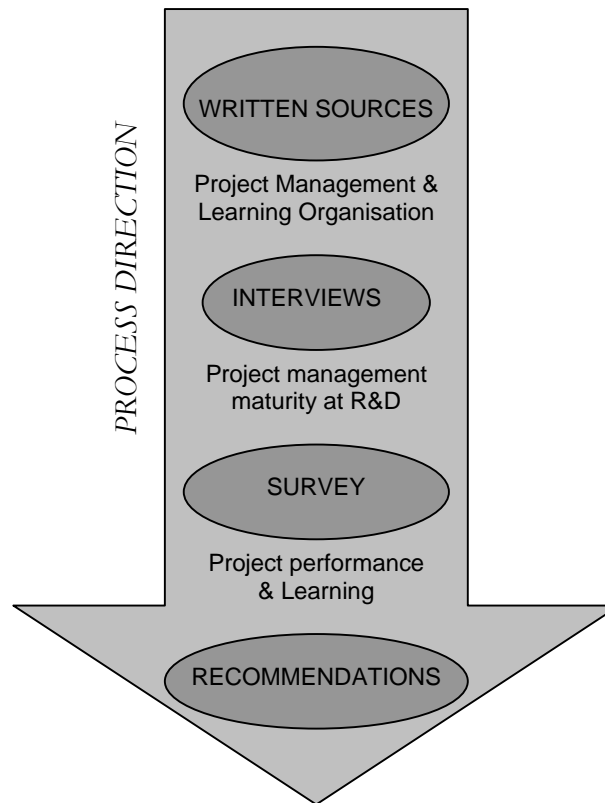 WRITTEN SOURCES
Project Management &
Learning Organisation
PROCESS DIRECTION
INTERVIEWS
Project management
maturity at R&D
SURVEY
Project performance
& Learning
RECOMMENDATIONS